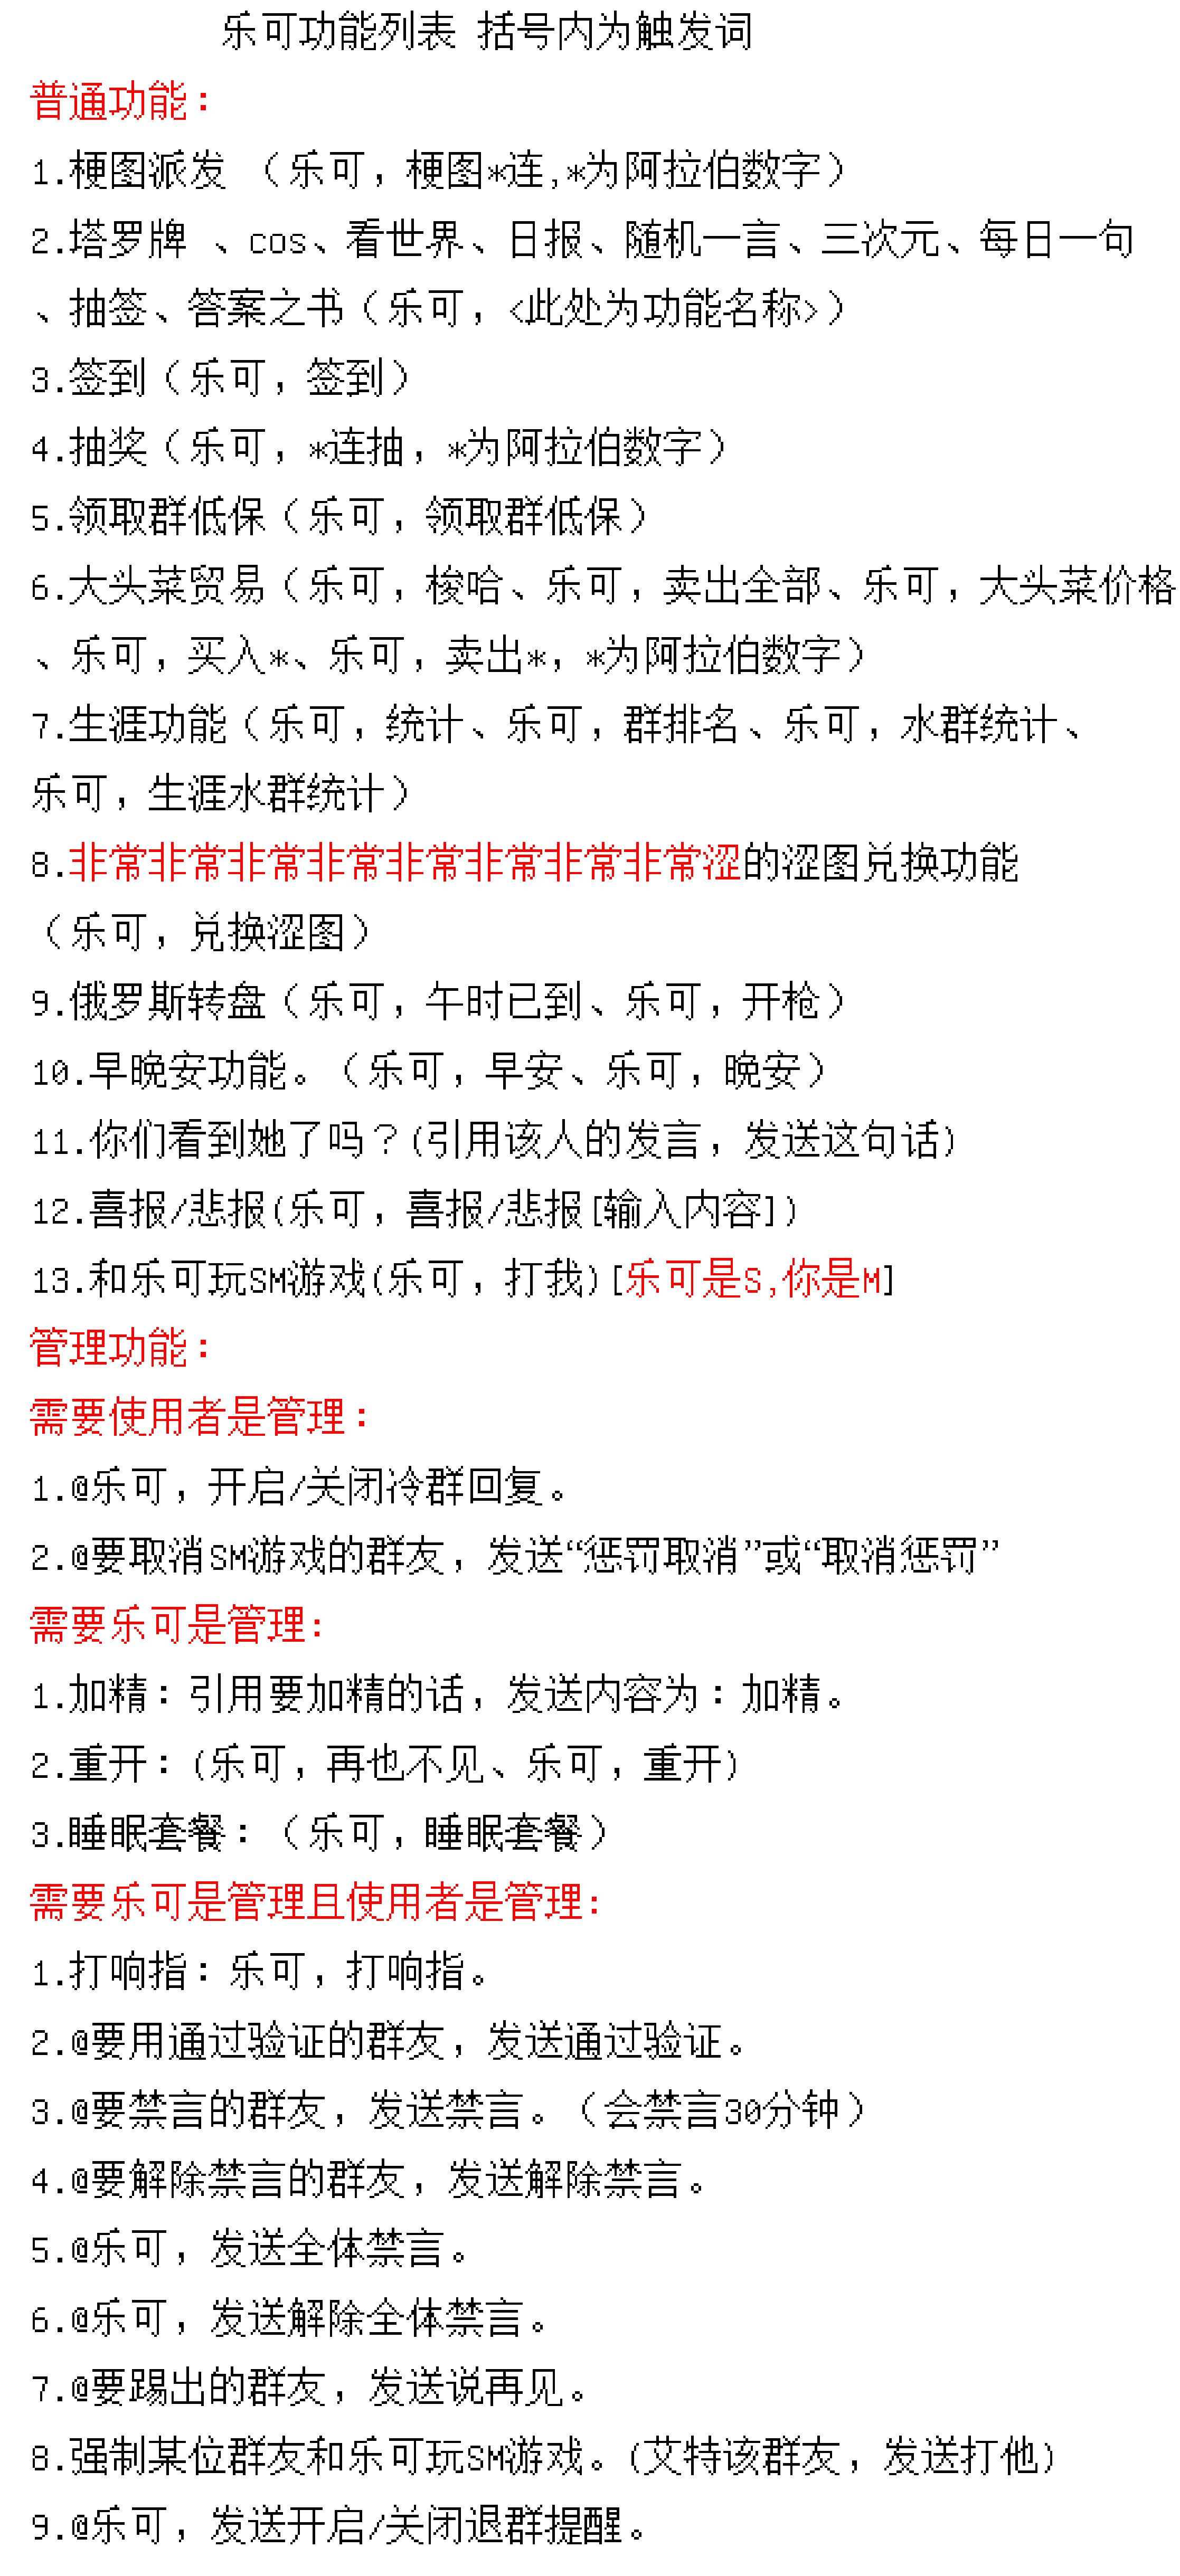 乐可功能列表 括号内为触发词
普通功能：
1.梗图派发 （乐可，梗图*连,*为阿拉伯数字）
2.塔罗牌 、cos、看世界、日报、随机一言、三次元、每日一句
、抽签、答案之书（乐可，<此处为功能名称>）
3.签到（乐可，签到）
4.抽奖（乐可，*连抽，*为阿拉伯数字）
5.领取群低保（乐可，领取群低保）
6.大头菜贸易（乐可，梭哈、乐可，卖出全部、乐可，大头菜价格
、乐可，买入*、乐可，卖出*，*为阿拉伯数字）
7.生涯功能（乐可，统计、乐可，群排名、乐可，水群统计、
乐可，生涯水群统计）
8.非常非常非常非常非常非常非常非常涩的涩图兑换功能
（乐可，兑换涩图）
9.俄罗斯转盘（乐可，午时已到、乐可，开枪）
10.早晚安功能。（乐可，早安、乐可，晚安）
11.你们看到她了吗？(引用该人的发言，发送这句话)
12.喜报/悲报(乐可，喜报/悲报[输入内容])
13.和乐可玩SM游戏(乐可，打我)[乐可是S,你是M]
管理功能：
需要使用者是管理：
1.@乐可，开启/关闭冷群回复。
2.@要取消SM游戏的群友，发送“惩罚取消”或“取消惩罚”
需要乐可是管理:
1.加精：引用要加精的话，发送内容为：加精。
2.重开：(乐可，再也不见、乐可，重开)
3.睡眠套餐：（乐可，睡眠套餐）
需要乐可是管理且使用者是管理:
1.打响指：乐可，打响指。
2.@要用通过验证的群友，发送通过验证。
3.@要禁言的群友，发送禁言。（会禁言30分钟）
4.@要解除禁言的群友，发送解除禁言。
5.@乐可，发送全体禁言。
6.@乐可，发送解除全体禁言。
7.@要踢出的群友，发送说再见。
8.强制某位群友和乐可玩SM游戏。(艾特该群友，发送打他)
9.@乐可，发送开启/关闭退群提醒。